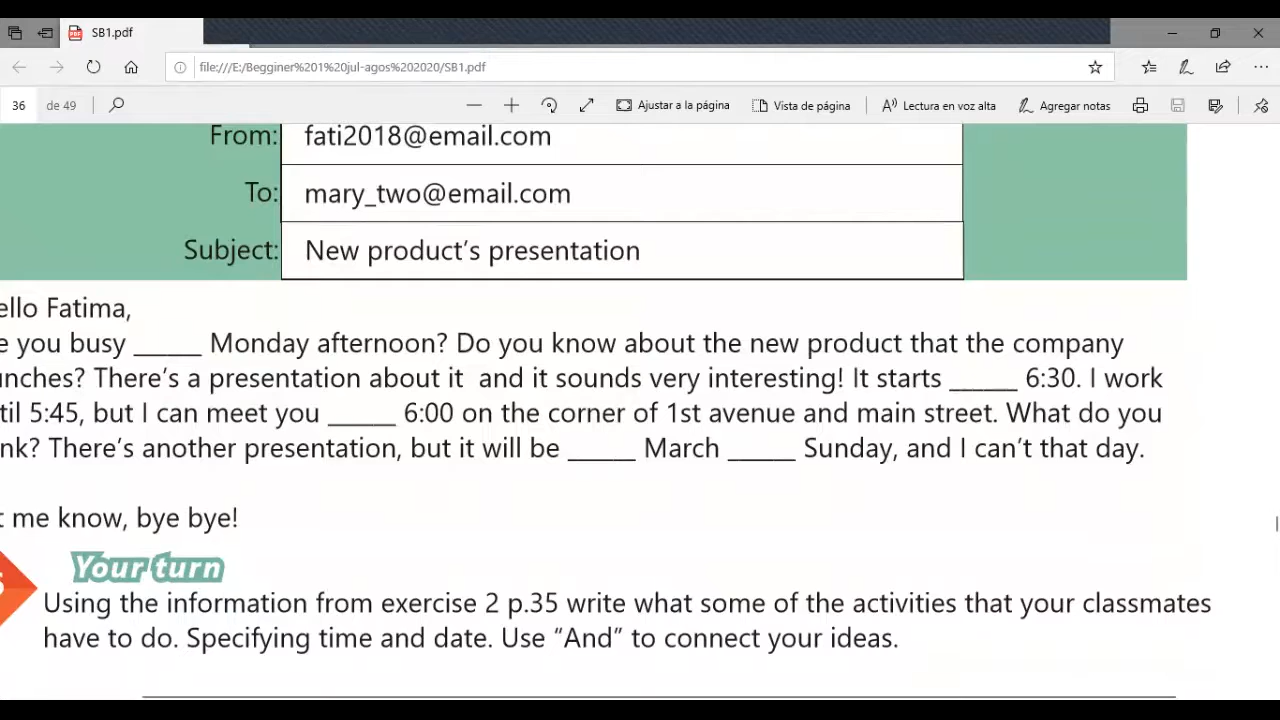 SB1.pdf
file:///E:/Begginer%201%20jul-agos%202020/SB1.pdf
36 de 49 Ajustar a la página Vista de página Lectura en voz alta Agregar notas
From: fati2018@email.com
To: mary_two@email.com
Subject: New product's presentation
ello Fatima,
e you busy ______ Monday afternoon? Do you know about the new product that the company
unches? There's a presentation about it and it sounds very interesting! It starts ______ 6:30. I work
til 5:45, but I can meet you ______ 6:00 on the corner of 1st avenue and main street. What do you
nk? There's another presentation, but it will be ______ March ______ Sunday, and I can't that day.
t me know, bye bye!
Your turn
Using the information from exercise 2 p.35 write what some of the activities that your classmates
have to do. Specifying time and date. Use "And" to connect your ideas.